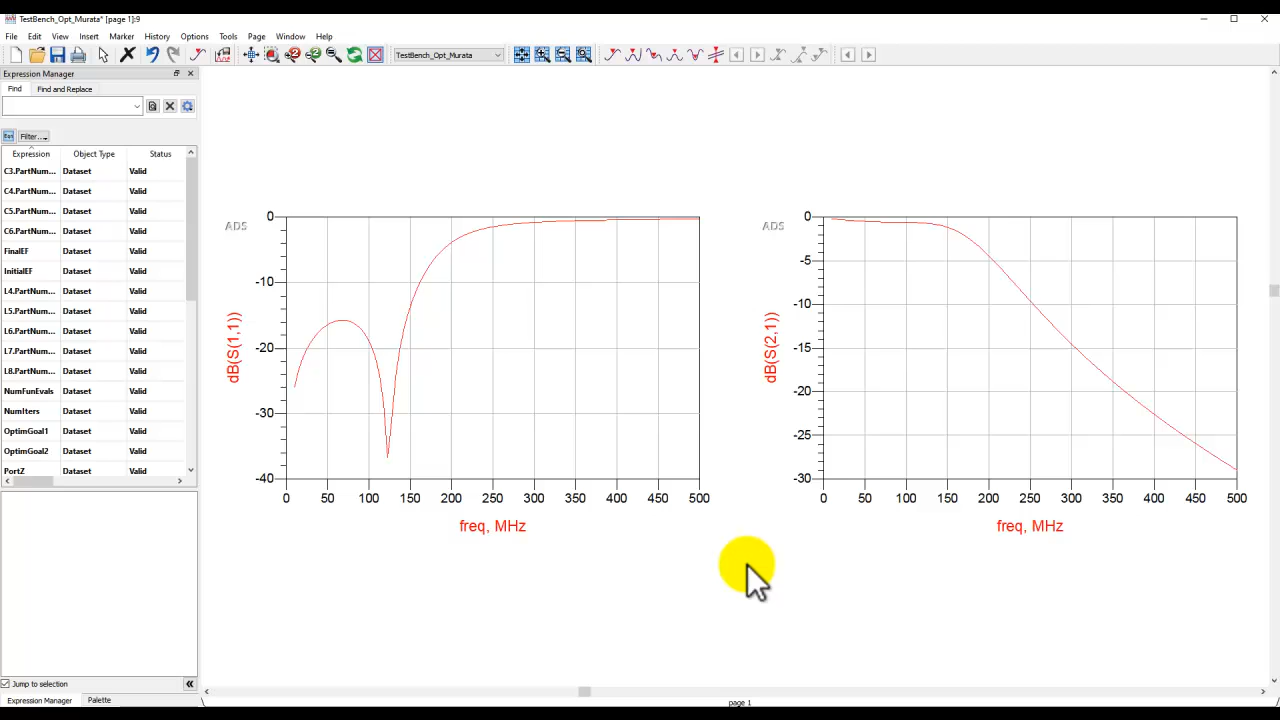 TestBench_Opt_Murata* [page 1]:9
File Edit View Insert Marker History Options Tools Page Window Help
TestBench_Opt_Murata
Expression Manager
Find Find and Replace
Filter...
Expression Object Type Status
C3.PartNum... Dataset Valid
C4.PartNum... Dataset Valid
C5.PartNum... Dataset Valid
C6.PartNum... Dataset Valid
FinalEF Dataset Valid
InitialEF Dataset Valid
L4.PartNum... Dataset Valid
L5.PartNum... Dataset Valid
L6.PartNum... Dataset Valid
L7.PartNum... Dataset Valid
L8.PartNum... Dataset Valid
NumFunEvals Dataset Valid
NumIters Dataset Valid
OptimGoal1 Dataset Valid
OptimGoal2 Dataset Valid
PortZ Dataset Valid
Jump to selection
Expression Manager Palette
ADS
dB(S(1,1))
0
-10
-20
-30
-40
0 50 100 150 200 250 300 350 400 450 500
freq, MHz
ADS
dB(S(2,1))
0
-5
-10
-15
-20
-25
-30
0 50 100 150 200 250 300 350 400 450 500
freq, MHz
page 1